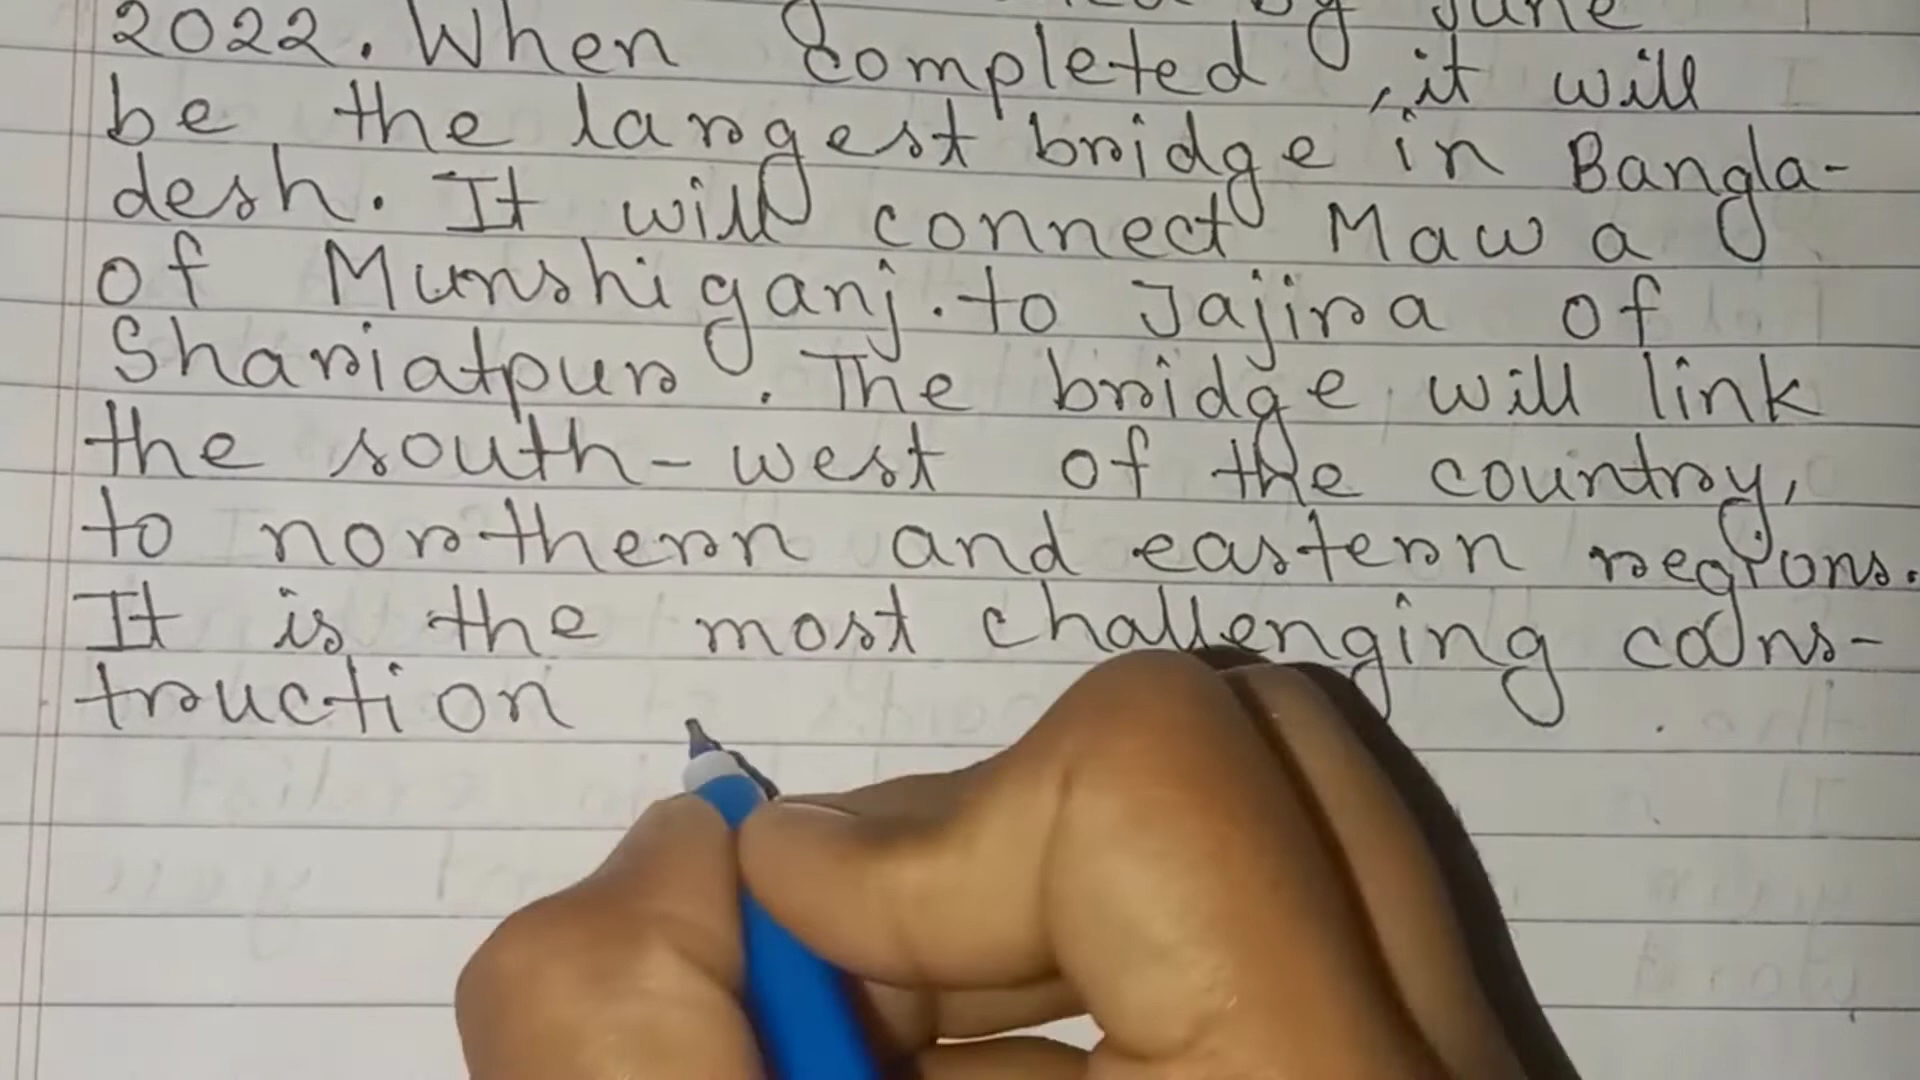 by June
2022. When completed, it will
be the largest bridge in Bangla-
desh. It will connect Mawa
of Munshiganj. to Jajira of
Shariatpur. The bridge will link
the south-west of the country,
to northern and eastern regions.
It is the most challenging cons-
truction